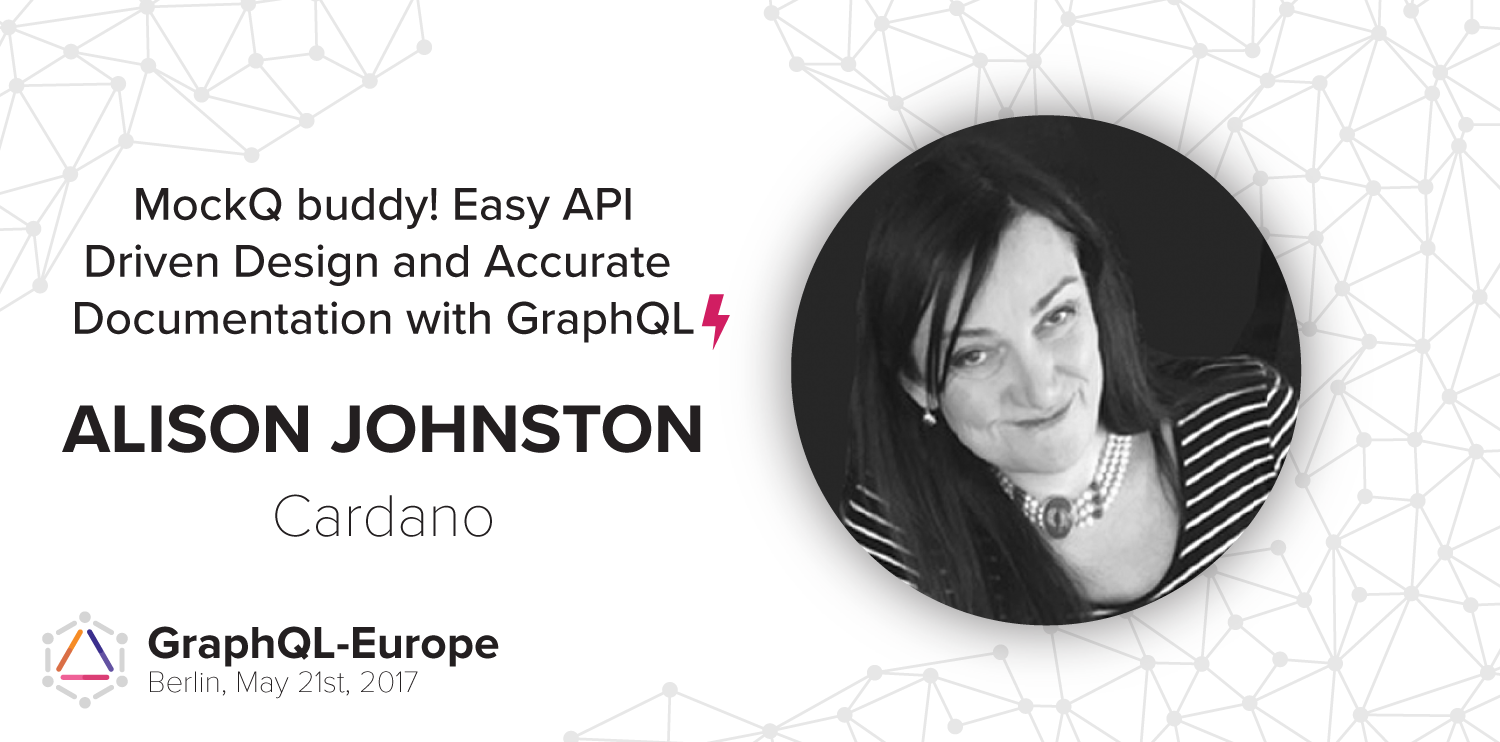 MockQ buddy! Easy API
Driven Design and Accurate
Documentation with GraphQL
ALISON JOHNSTON
Cardano
GraphQL-Europe
Berlin, May 21st, 2017